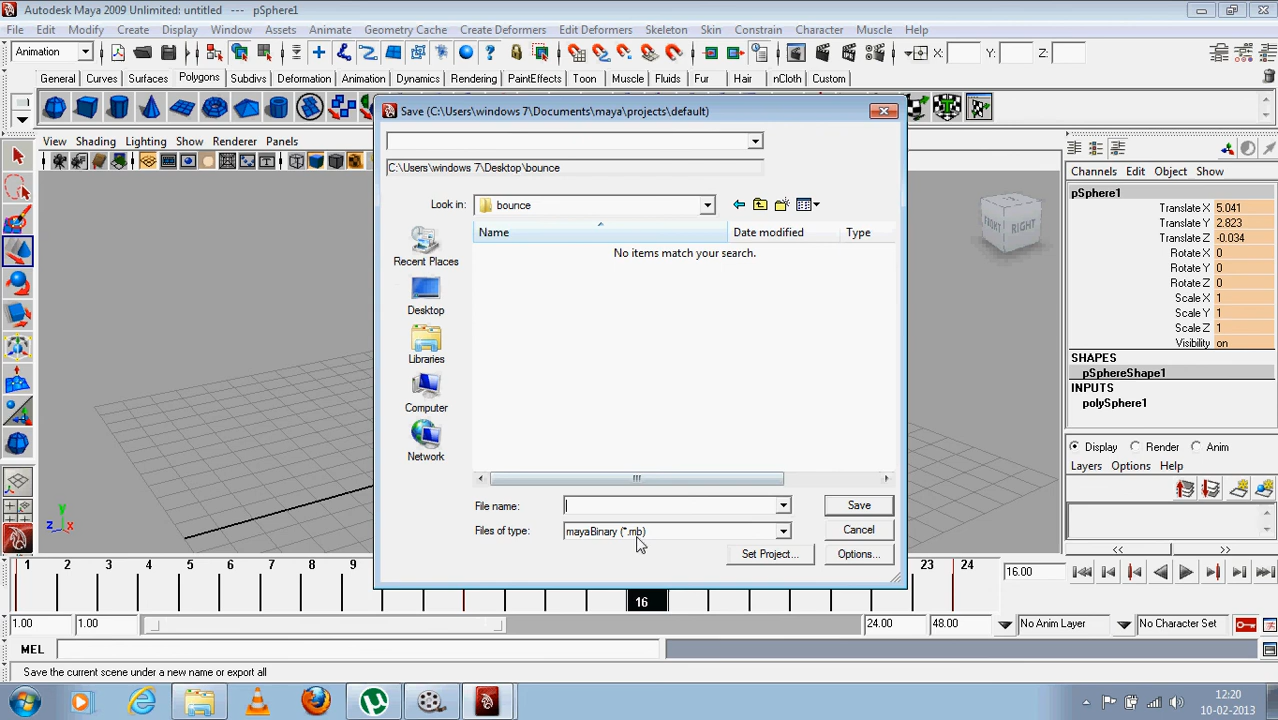 Autodesk Maya 2009 Unlimited: untitled --- pSphere1
File Edit Modify Create Display Window Assets Animate Geometry Cache Create Deformers Edit Deformers Skeleton Skin Constrain Character Muscle Help
Animation X: Y: Z:
General Curves Surfaces Polygons Subdivs Deformation Animation Dynamics Rendering PaintEffects Toon Muscle Fluids Fur Hair nCloth Custom
Save (C:\Users\windows 7\Documents\maya\projects\default)
View Shading Lighting Show Renderer Panels
C:\Users\windows 7\Desktop\bounce
Look in: bounce
Name Date modified Type
No items match your search.
Recent Places
Desktop
Libraries
Computer
Network
File name: Save
Files of type: mayaBinary (*.mb) Cancel
Set Project... Options...
Channels Edit Object Show
pSphere1
Translate X 5.041
Translate Y 2.823
Translate Z -0.034
Rotate X 0
Rotate Y 0
Rotate Z 0
Scale X 1
Scale Y 1
Scale Z 1
Visibility on
SHAPES
pSphereShape1
INPUTS
polySphere1
Display Render Anim
Layers Options Help
FRONT RIGHT
y
z x
1 2 3 4 5 6 7 8 9 23 24
16 16.00
1.00 1.00 24.00 48.00 No Anim Layer No Character Set
MEL
Save the current scene under a new name or export all
12:20
10-02-2013